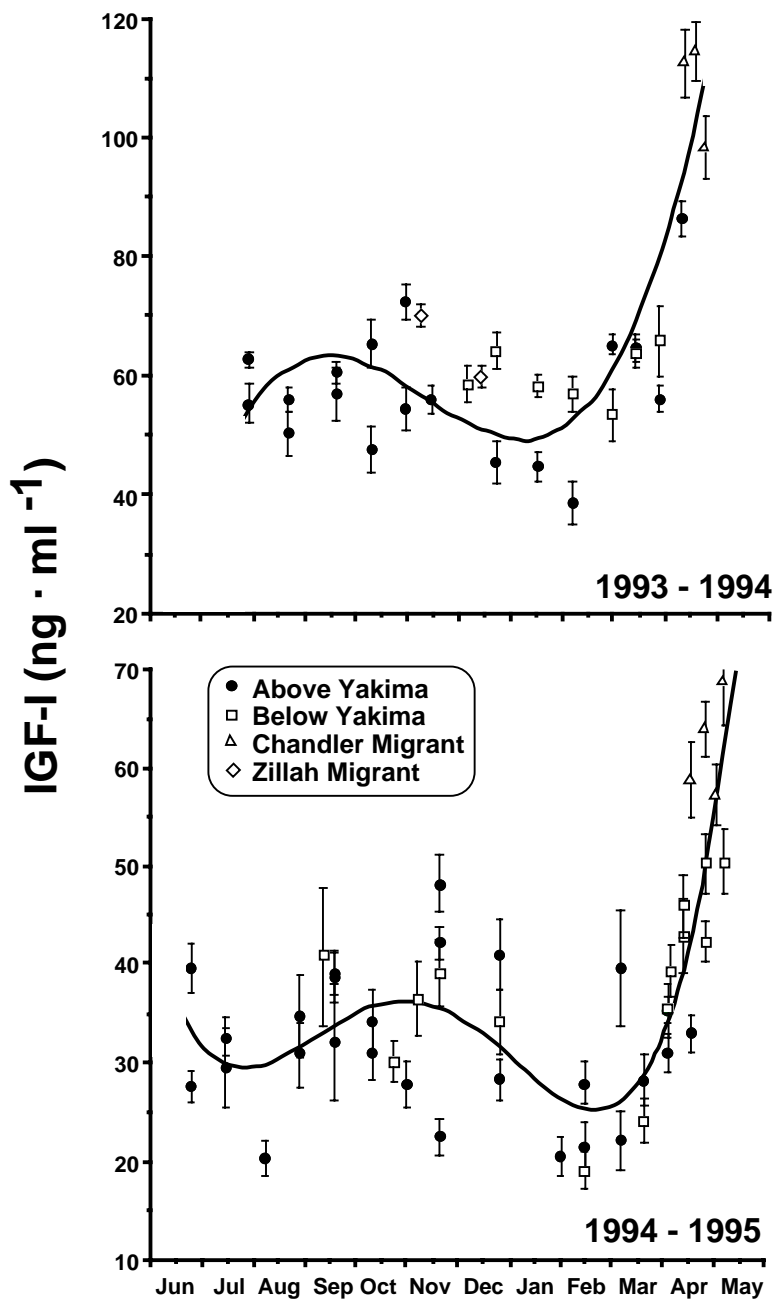 IGF-I (ng · ml -1)
120
100
80
60
40
20
1993 - 1994
70
60
50
40
30
20
10
Above Yakima
Below Yakima
Chandler Migrant
Zillah Migrant
1994 - 1995
Jun Jul Aug Sep Oct Nov Dec Jan Feb Mar Apr May